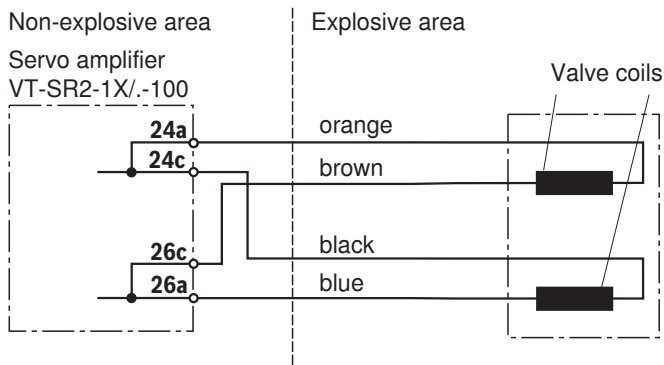 Non-explosive area
Explosive area
Servo amplifier
VT-SR2-1X/.-100
Valve coils
24a
orange
24c
brown
26c
black
26a
blue